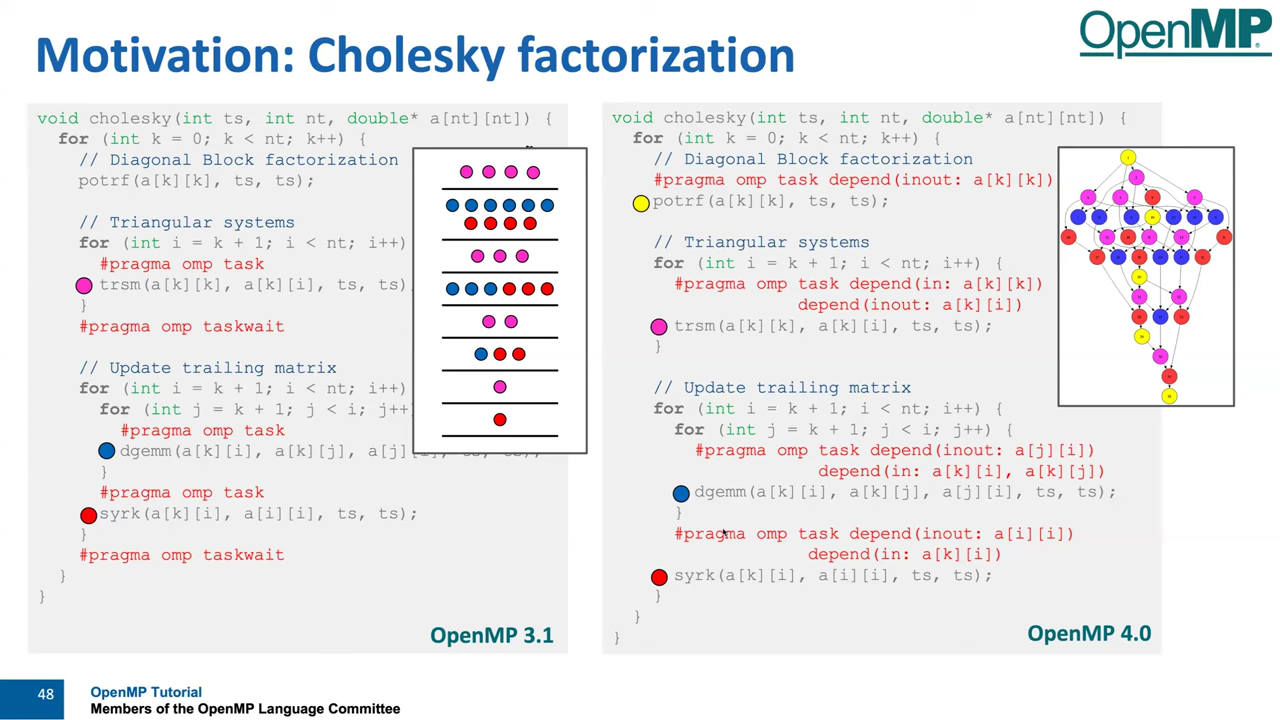 Motivation: Cholesky factorization
OpenMP
void cholesky(int ts, int nt, double* a[nt][nt]) {
for (int k = 0; k < nt; k++) {
// Diagonal Block factorization
potrf(a[k][k], ts, ts);
// Triangular systems
for (int i = k + 1; i < nt; i++)
#pragma omp task
trsm(a[k][k], a[k][i], ts, ts)
}
#pragma omp taskwait
// Update trailing matrix
for (int i = k + 1; i < nt; i++)
for (int j = k + 1; j < i; j++
#pragma omp task
dgemm(a[k][i], a[k][j], a[j][i], ts, ts);
}
#pragma omp task
syrk(a[k][i], a[i][i], ts, ts);
}
#pragma omp taskwait
}
}
OpenMP 3.1
void cholesky(int ts, int nt, double* a[nt][nt]) {
for (int k = 0; k < nt; k++) {
// Diagonal Block factorization
#pragma omp task depend(inout: a[k][k])
potrf(a[k][k], ts, ts);
// Triangular systems
for (int i = k + 1; i < nt; i++) {
#pragma omp task depend(in: a[k][k])
depend(inout: a[k][i])
trsm(a[k][k], a[k][i], ts, ts);
}
// Update trailing matrix
for (int i = k + 1; i < nt; i++) {
for (int j = k + 1; j < i; j++) {
#pragma omp task depend(inout: a[j][i])
depend(in: a[k][i], a[k][j])
dgemm(a[k][i], a[k][j], a[j][i], ts, ts);
}
#pragma omp task depend(inout: a[i][i])
depend(in: a[k][i])
syrk(a[k][i], a[i][i], ts, ts);
}
}
}
OpenMP 4.0
48
OpenMP Tutorial
Members of the OpenMP Language Committee